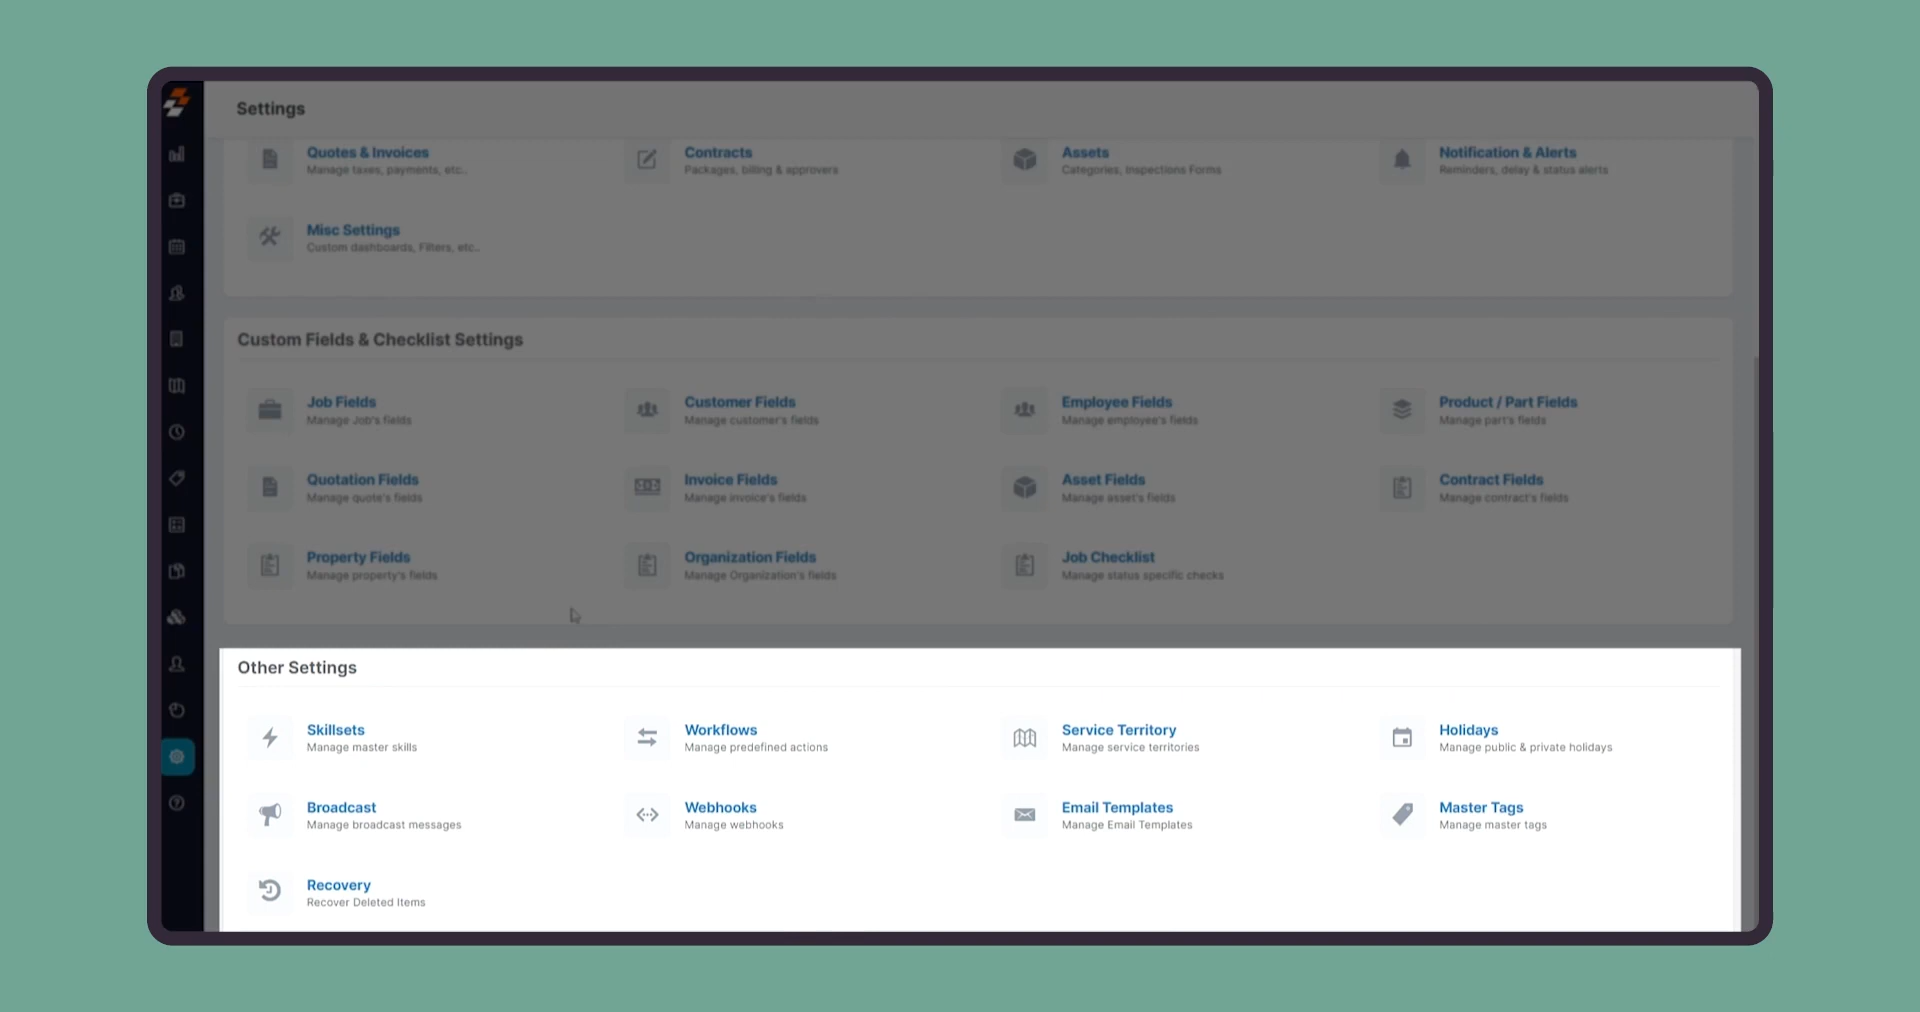 Settings
Quotes & Invoices
Manage taxes, payments, etc..
Contracts
Packages, billing & approvers
Assets
Categories, Inspections Forms
Notification & Alerts
Reminders, delay & status alerts
Misc Settings
Custom dashboards, Filters, etc..
Custom Fields & Checklist Settings
Job Fields
Manage Job's fields
Customer Fields
Manage customer's fields
Employee Fields
Manage employee's fields
Product / Part Fields
Manage part's fields
Quotation Fields
Manage quote's fields
Invoice Fields
Manage invoice's fields
Asset Fields
Manage asset's fields
Contract Fields
Manage contract's fields
Property Fields
Manage property's fields
Organization Fields
Manage Organization's fields
Job Checklist
Manage status specific checks
Other Settings
Skillsets
Manage master skills
Workflows
Manage predefined actions
Service Territory
Manage service territories
Holidays
Manage public & private holidays
Broadcast
Manage broadcast messages
Webhooks
Manage webhooks
Email Templates
Manage Email Templates
Master Tags
Manage master tags
Recovery
Recover Deleted Items